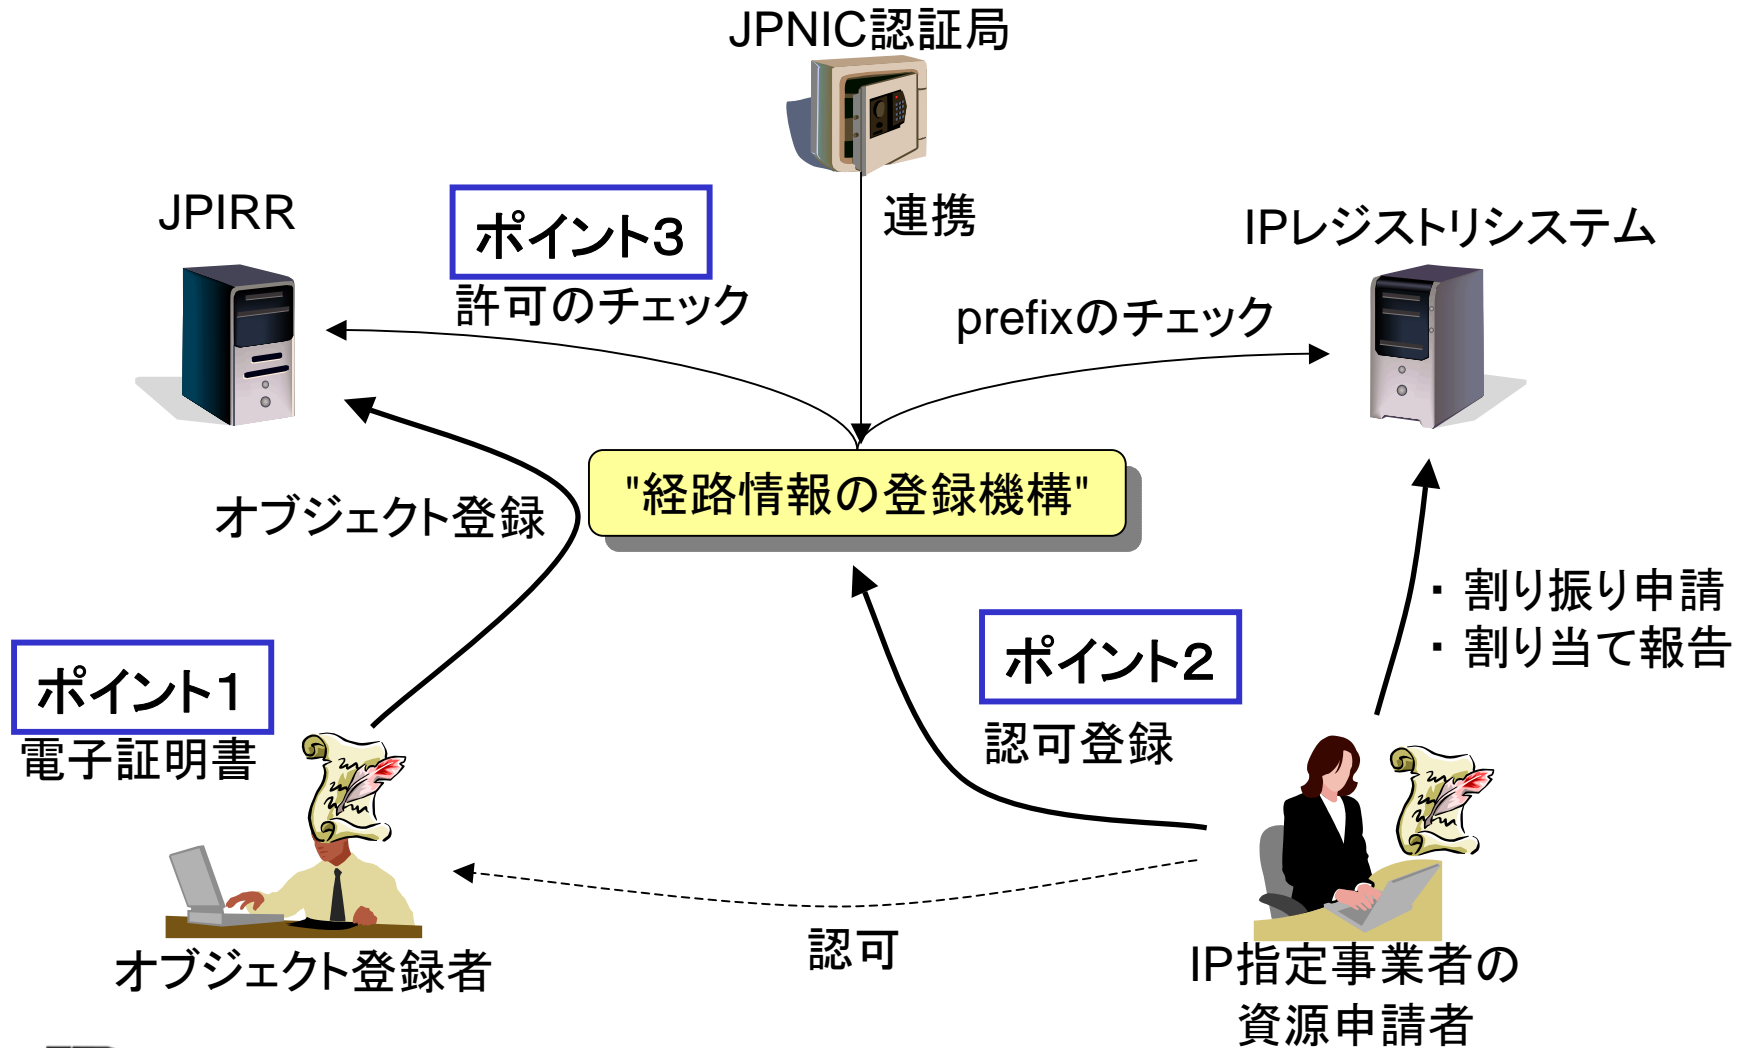 JPNIC認証局
連携
JPIRR
ポイント3
許可のチェック
IPレジストリシステム
prefixのチェック
"経路情報の登録機構"
オブジェクト登録
・ 割り振り申請
・ 割り当て報告
ポイント1
電子証明書
ポイント2
認可登録
認可
オブジェクト登録者
IP指定事業者の
資源申請者